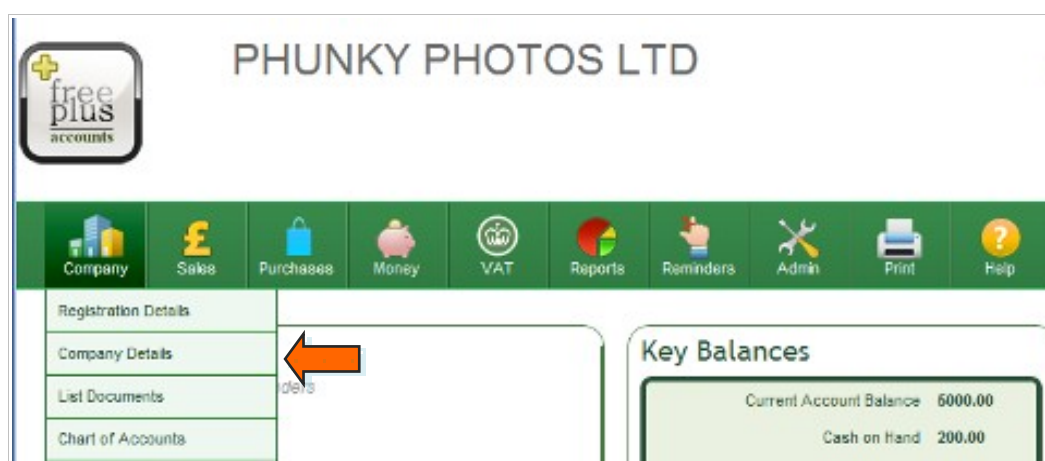 PHUNKY PHOTOS LTD
free
plus
accounts
Company
Sales
Purchases
Money
VAT
Reports
Reminders
Admin
Print
Help
Registration Details
Company Details
List Documents
Chart of Accounts
ders
Key Balances
Current Account Balance 5000.00
Cash on Hand 200.00